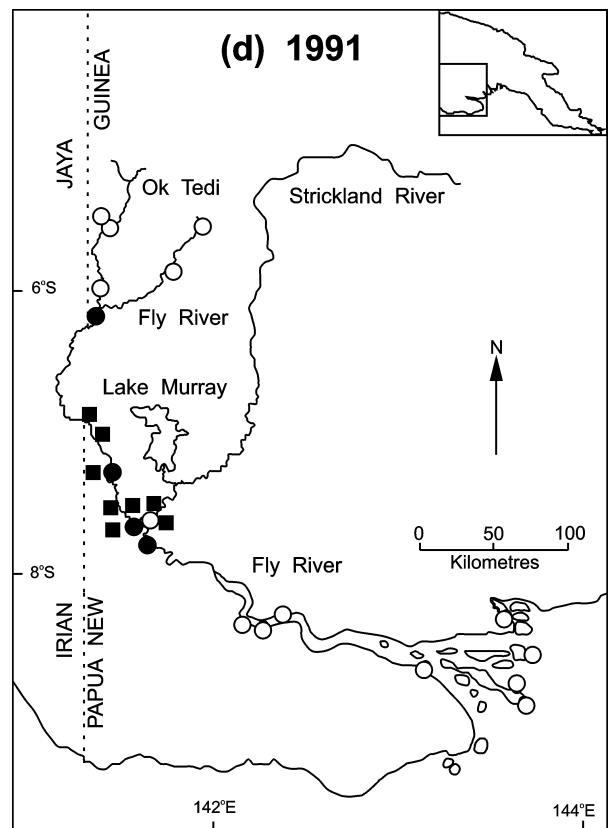 (d) 1991
JAYA
GUINEA
Ok Tedi
Strickland River
6°S
Fly River
N
Lake Murray
0 50 100
Kilometres
8°S
Fly River
IRIAN
PAPUA NEW
142°E
144°E